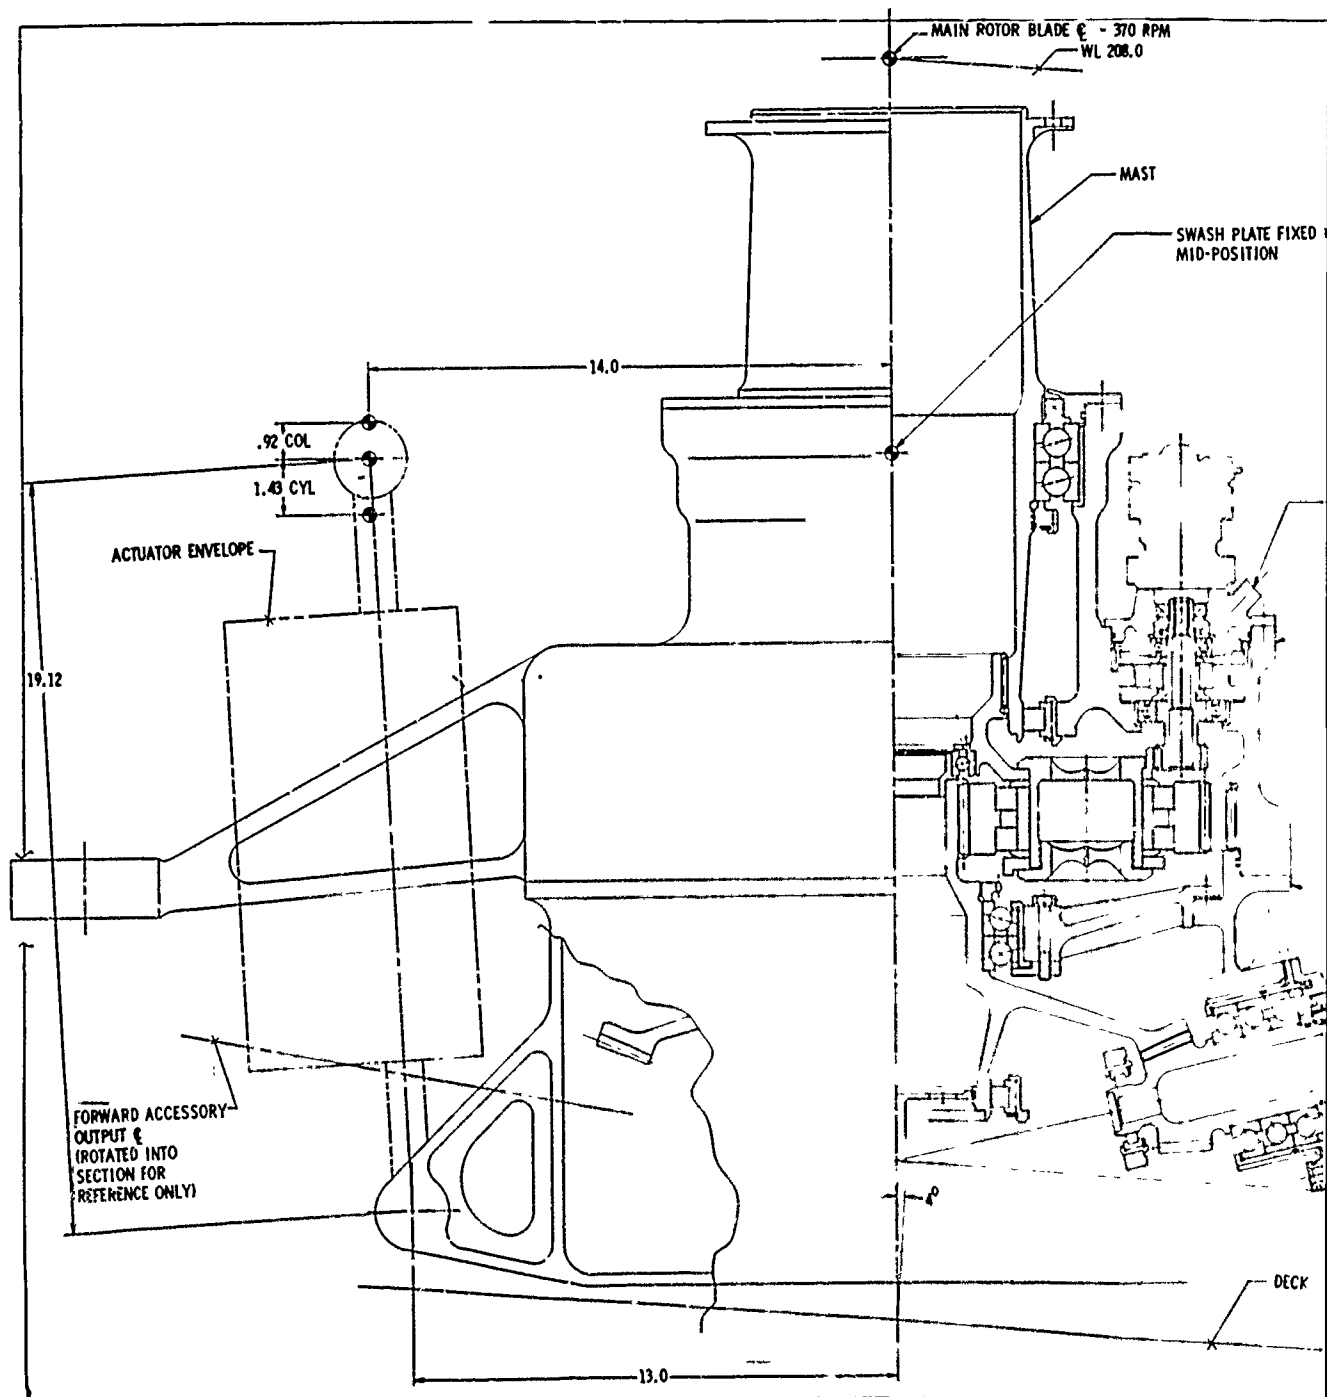 MAIN ROTOR BLADE ℄ - 370 RPM
WL 208.0
MAST
SWASH PLATE FIXED
MID-POSITION
14.0
.92 COL
1.43 CYL
ACTUATOR ENVELOPE
19.12
FORWARD ACCESSORY
OUTPUT ℄
(ROTATED INTO
SECTION FOR
REFERENCE ONLY)
DECK
13.0